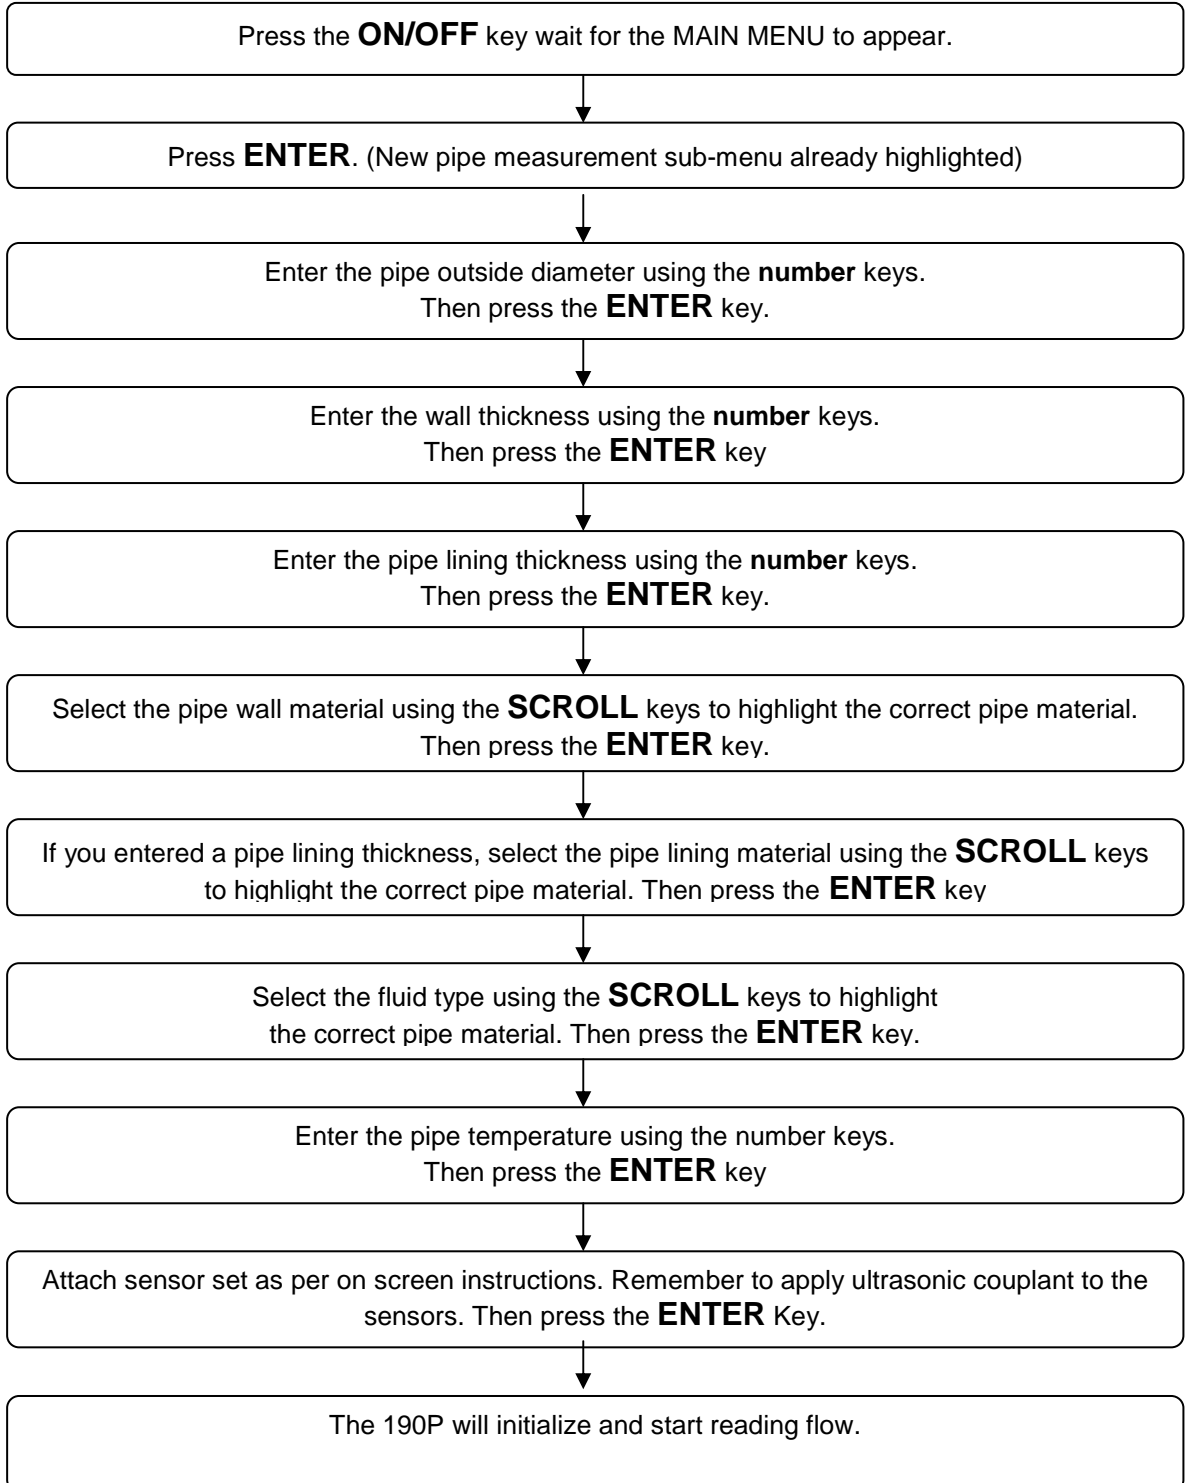 Press the ON/OFF key wait for the MAIN MENU to appear.
Press ENTER. (New pipe measurement sub-menu already highlighted)
Enter the pipe outside diameter using the number keys.
Then press the ENTER key.
Enter the wall thickness using the number keys.
Then press the ENTER key
Enter the pipe lining thickness using the number keys.
Then press the ENTER key.
Select the pipe wall material using the SCROLL keys to highlight the correct pipe material.
Then press the ENTER key.
If you entered a pipe lining thickness, select the pipe lining material using the SCROLL keys
to highlight the correct pipe material. Then press the ENTER key
Select the fluid type using the SCROLL keys to highlight
the correct pipe material. Then press the ENTER key.
Enter the pipe temperature using the number keys.
Then press the ENTER key
Attach sensor set as per on screen instructions. Remember to apply ultrasonic couplant to the
sensors. Then press the ENTER Key.
The 190P will initialize and start reading flow.